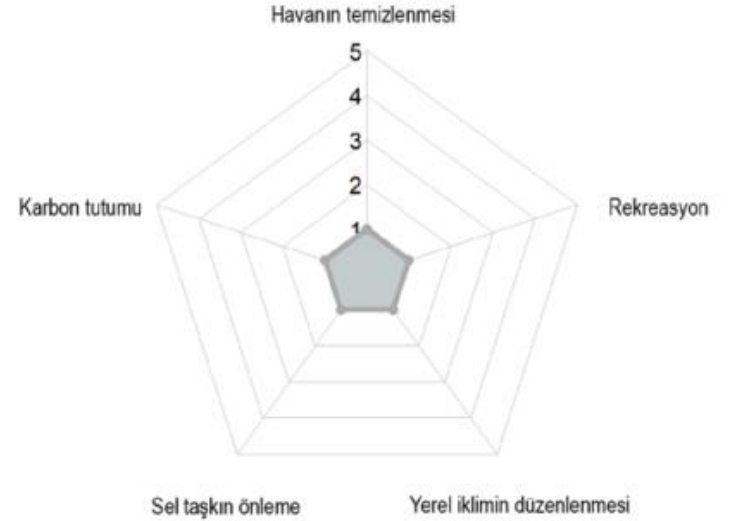 Havanın temizlenmesi
5
4
3
2
1
Karbon tutumu
Rekreasyon
Sel taşkın önleme
Yerel iklimin düzenlenmesi